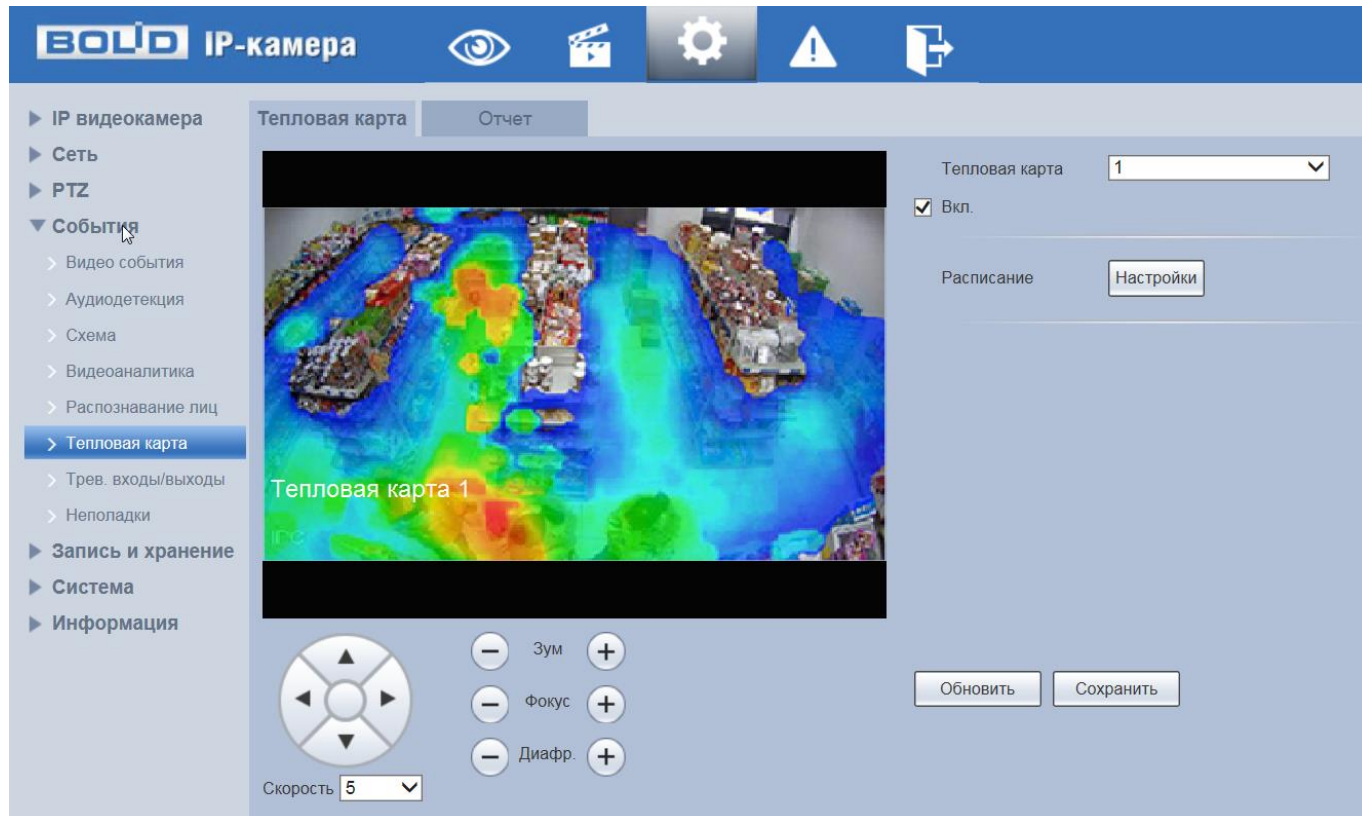 BOLID IP-камера
IP видеокамера
Сеть
PTZ
События
Видео события
Аудиодетекция
Схема
Видеоаналитика
Распознавание лиц
Тепловая карта
Трев. входы/выходы
Неполадки
Запись и хранение
Система
Информация
Тепловая карта
Отчет
Тепловая карта 1
IPC
Зум
Фокус
Диафр.
Скорость 5
Тепловая карта 1
Вкл.
Расписание Настройки
Обновить Сохранить